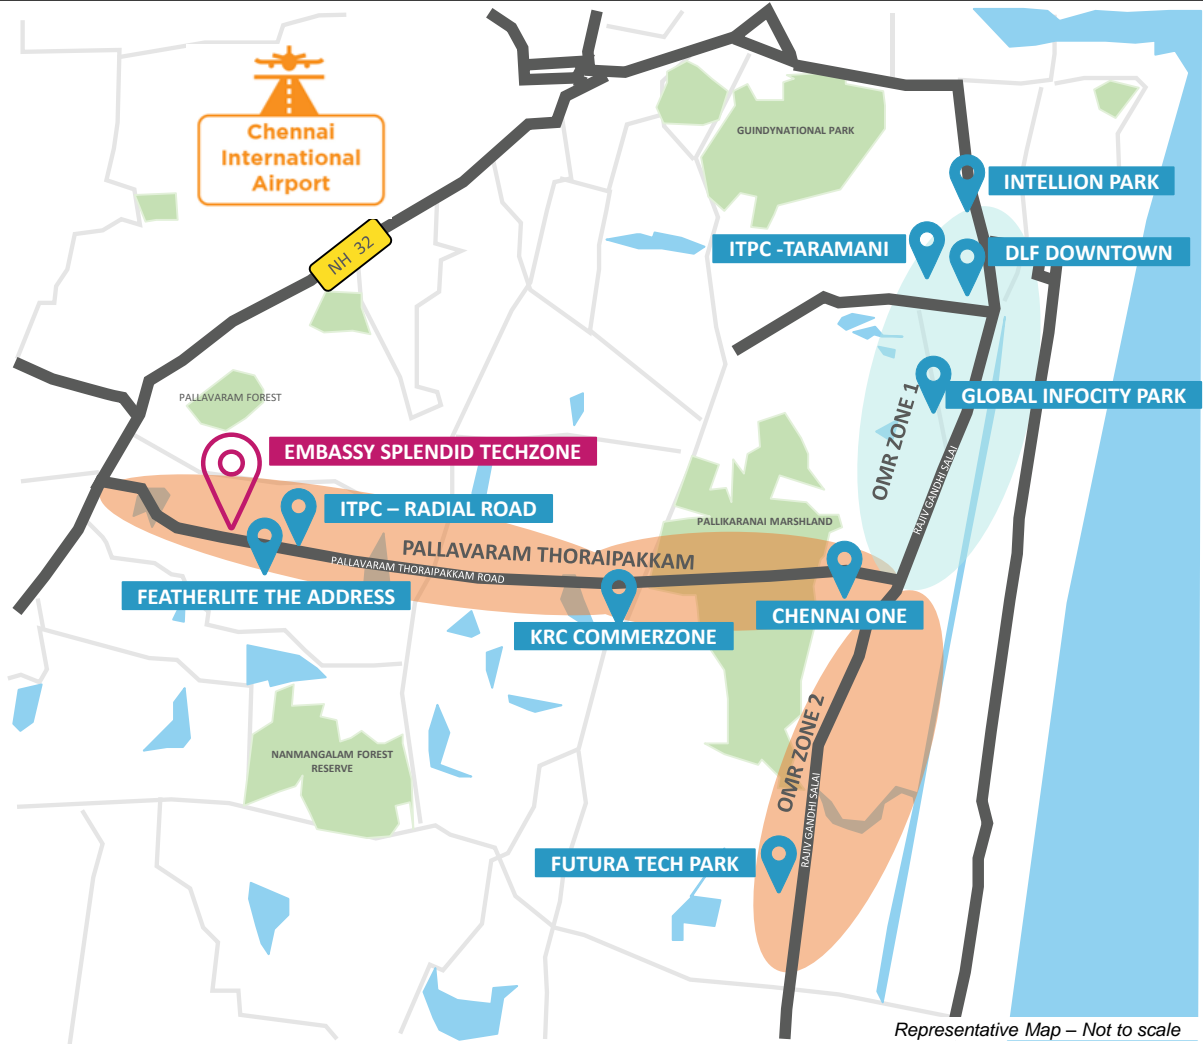 Chennai
International
Airport
GUINDYNATIONAL PARK
INTELLION PARK
NH 32
ITPC -TARAMANI
DLF DOWNTOWN
PALLAVARAM FOREST
GLOBAL INFOCITY PARK
OMR ZONE 1
EMBASSY SPLENDID TECHZONE
RAJIV GANDHI SALAI
ITPC – RADIAL ROAD
PALLIKARANAI MARSHLAND
PALLAVARAM THORAIPAKKAM
PALLAVARAM THORAIPAKKAM ROAD
FEATHERLITE THE ADDRESS
CHENNAI ONE
KRC COMMERZONE
OMR ZONE 2
NANMANGALAM FOREST
RESERVE
RAJIV GANDHI SALAI
FUTURA TECH PARK
Representative Map – Not to scale